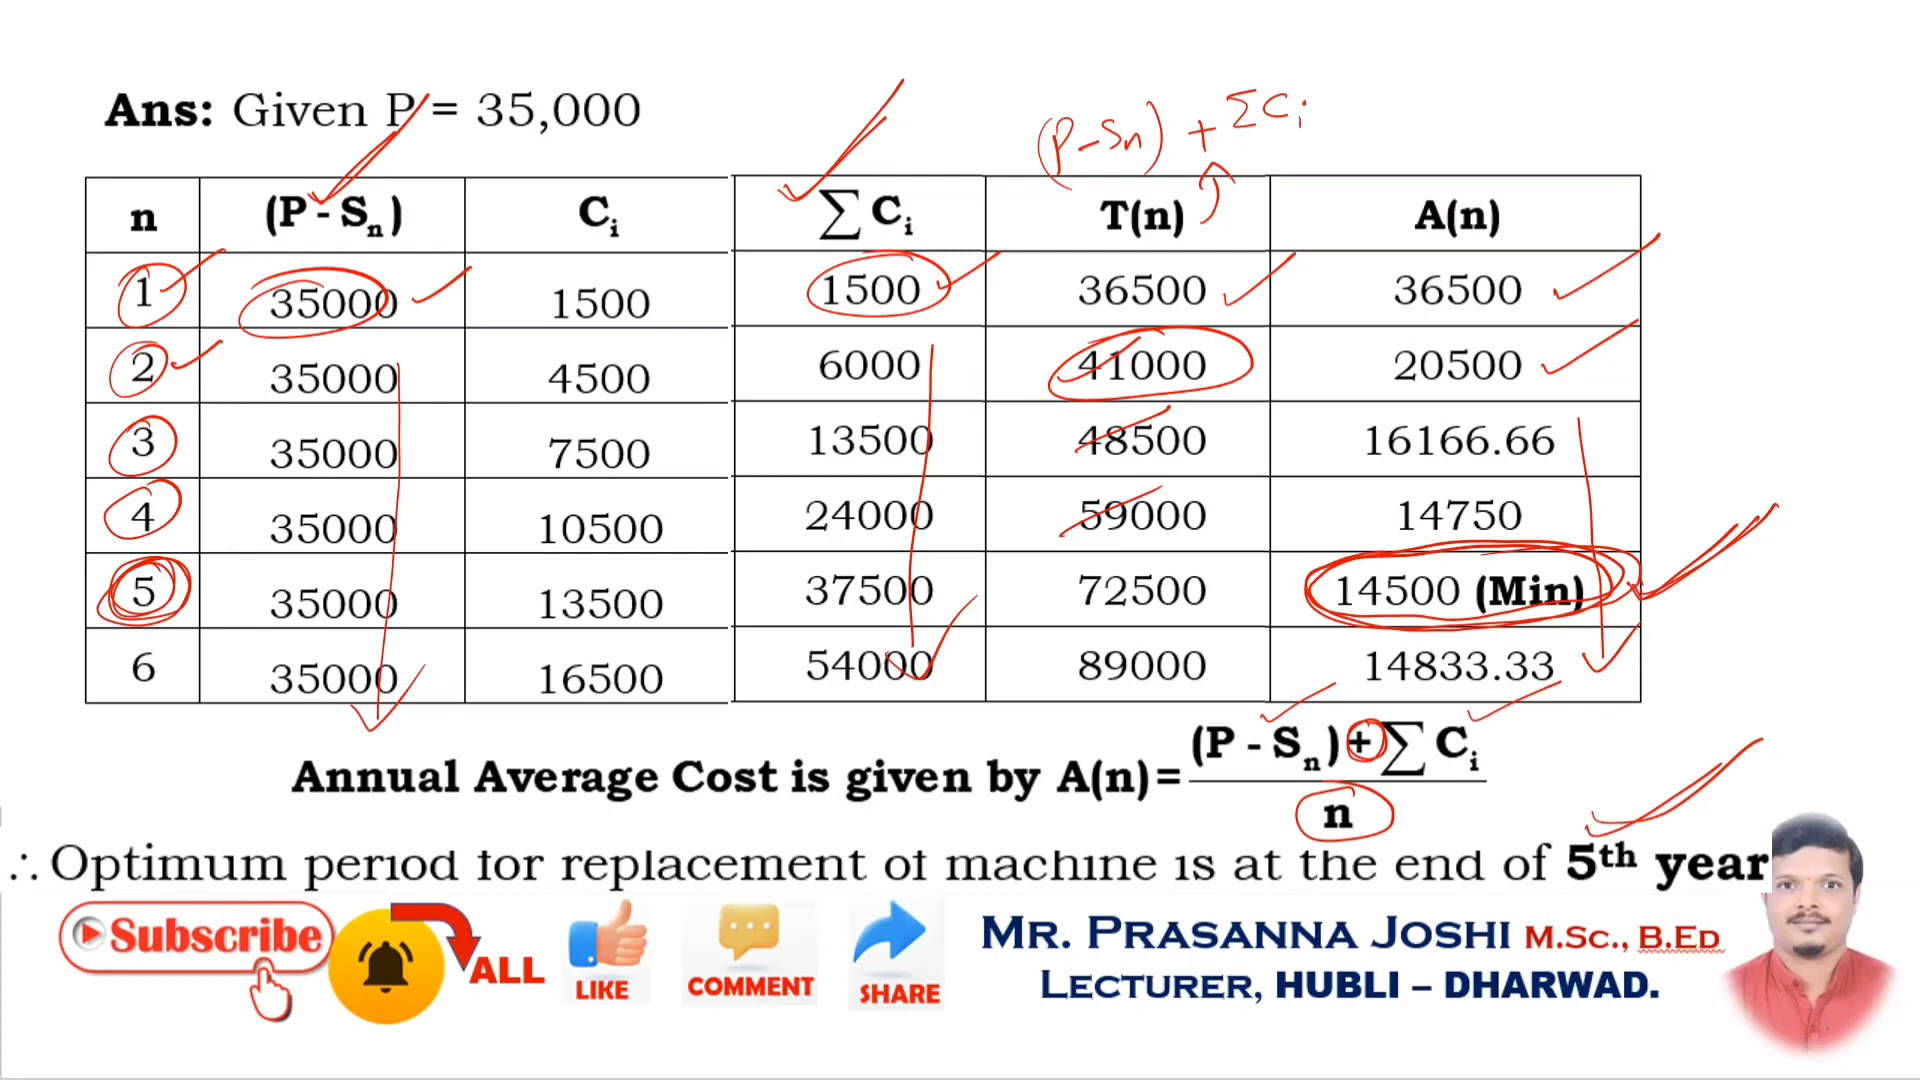 Ans: Given P = 35,000
(P-Sn) + ΣCi
n (P - Sn) Ci ∑ Ci T(n) A(n)
1 35000 1500 1500 36500 36500
2 35000 4500 6000 41000 20500
3 35000 7500 13500 48500 16166.66
4 35000 10500 24000 59000 14750
5 35000 13500 37500 72500 14500 (Min)
6 35000 16500 54000 89000 14833.33
Annual Average Cost is given by A(n)= (P - Sn) + ∑ Ci
n
∴ Optimum period for replacement of machine is at the end of 5th year
Subscribe ALL LIKE COMMENT SHARE
MR. PRASANNA JOSHI M.SC., B.ED
LECTURER, HUBLI – DHARWAD.